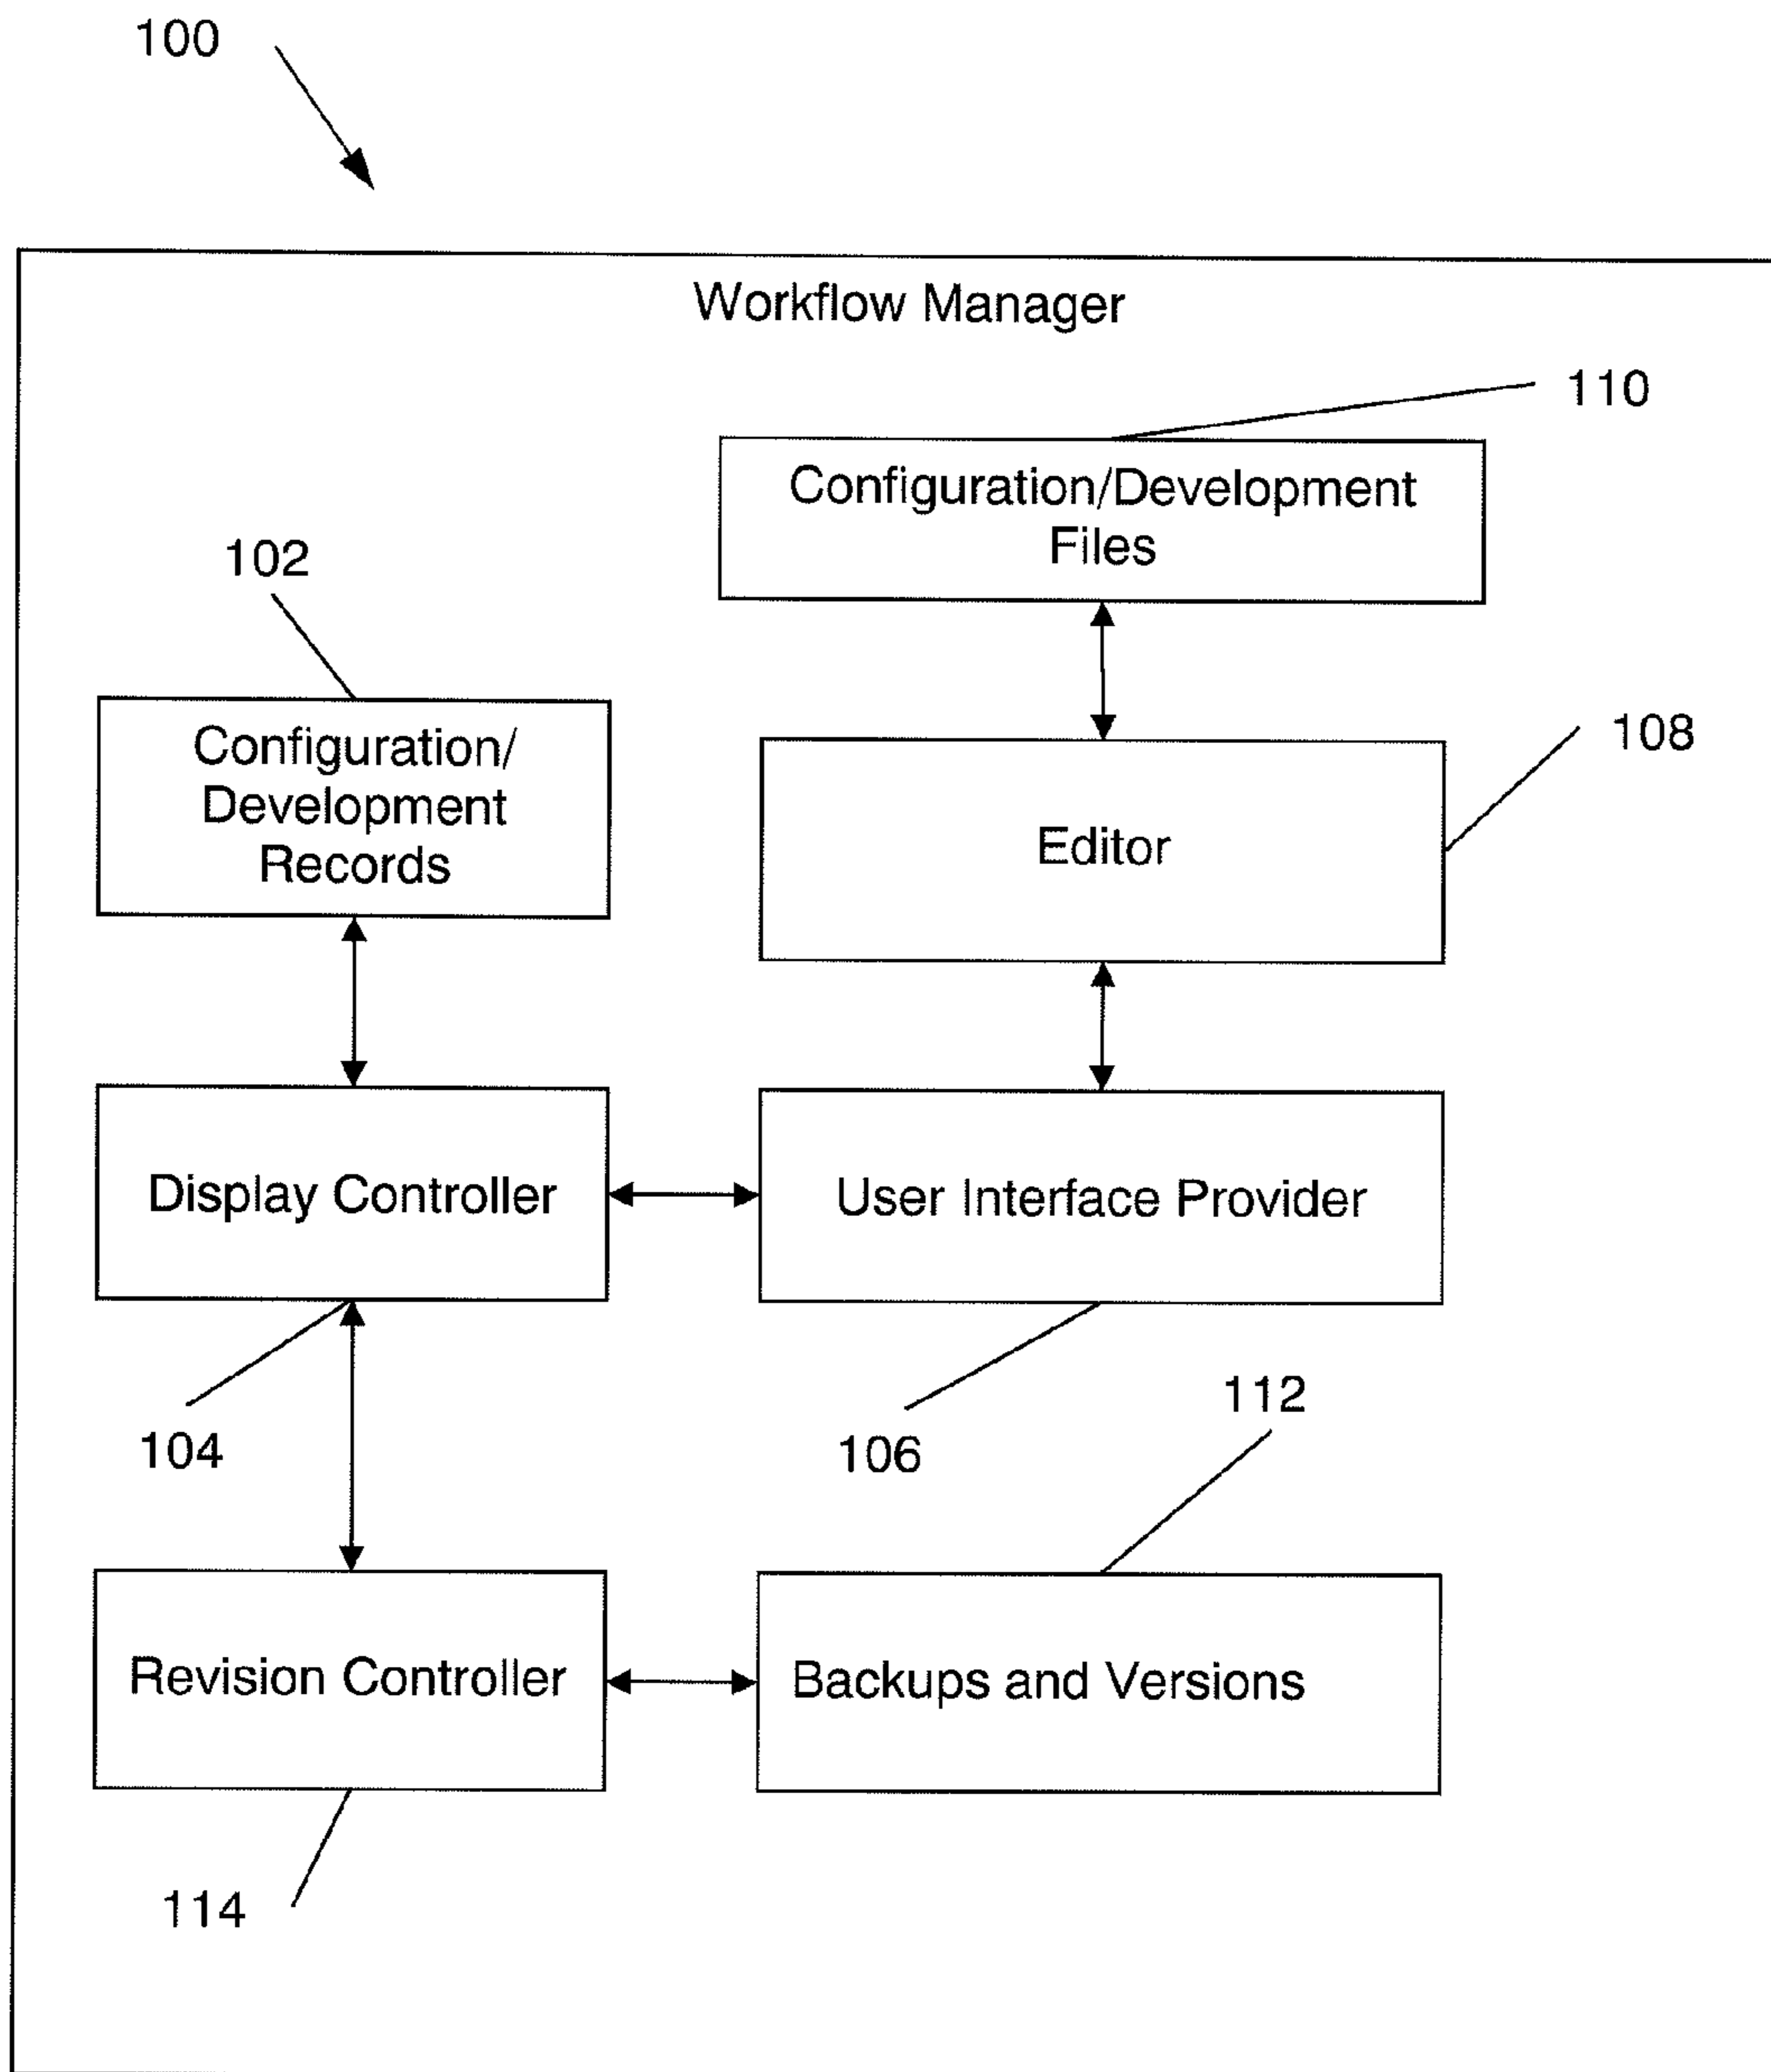 100
Workflow Manager
110
Configuration/Development
Files
102
Configuration/
Development
Records
108
Editor
Display Controller
User Interface Provider
104
106
112
Revision Controller
Backups and Versions
114